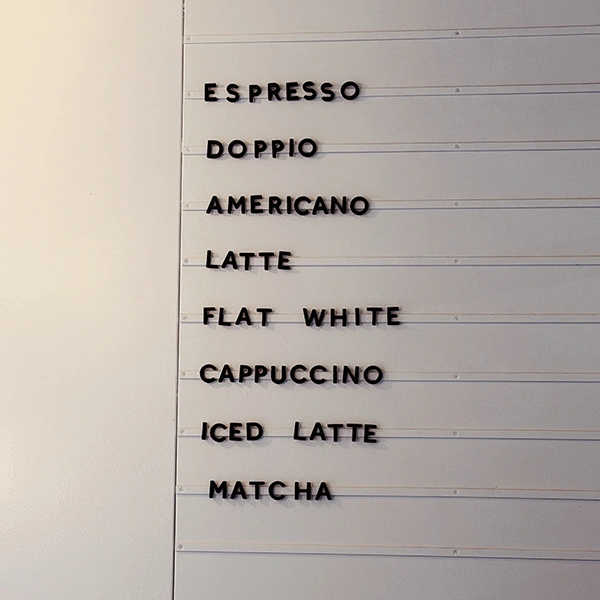 ESPRESSO
DOPPIO
AMERICANO
LATTE
FLAT WHITE
CAPPUCCINO
ICED LATTE
MATCHA